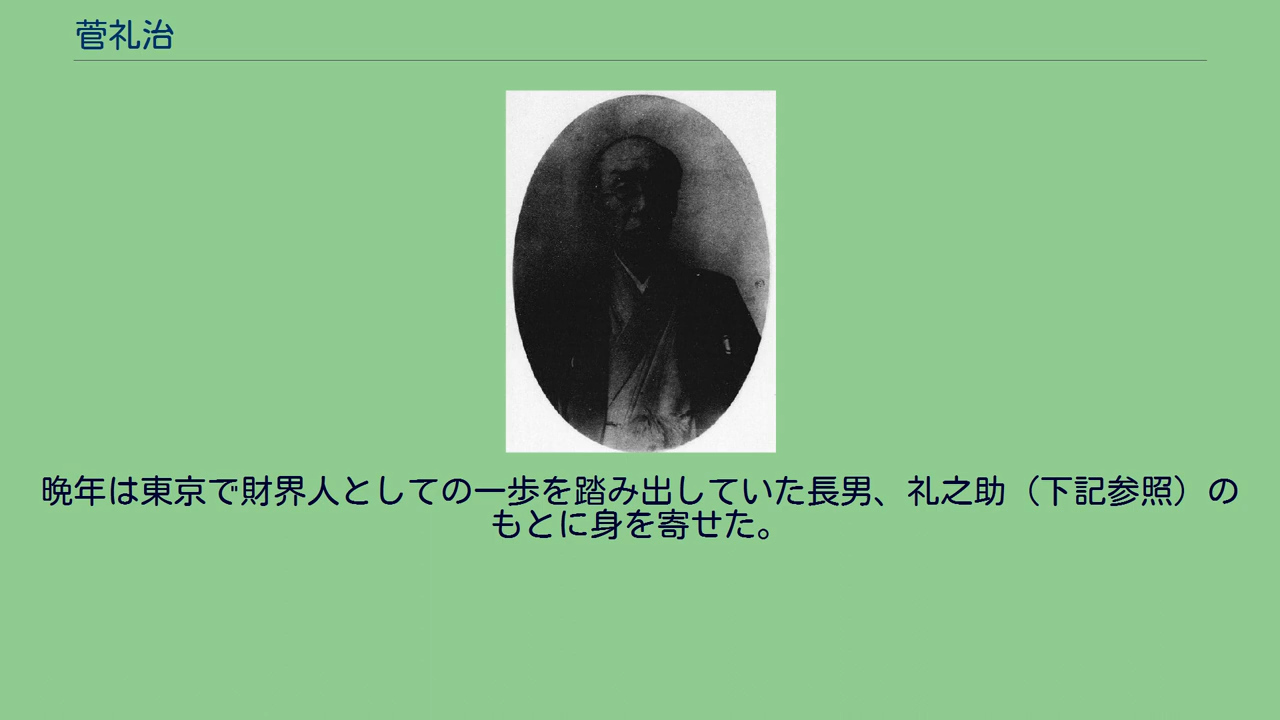 菅礼治
晩年は東京で財界人としての一歩を踏み出していた長男、礼之助（下記参照）の
もとに身を寄せた。